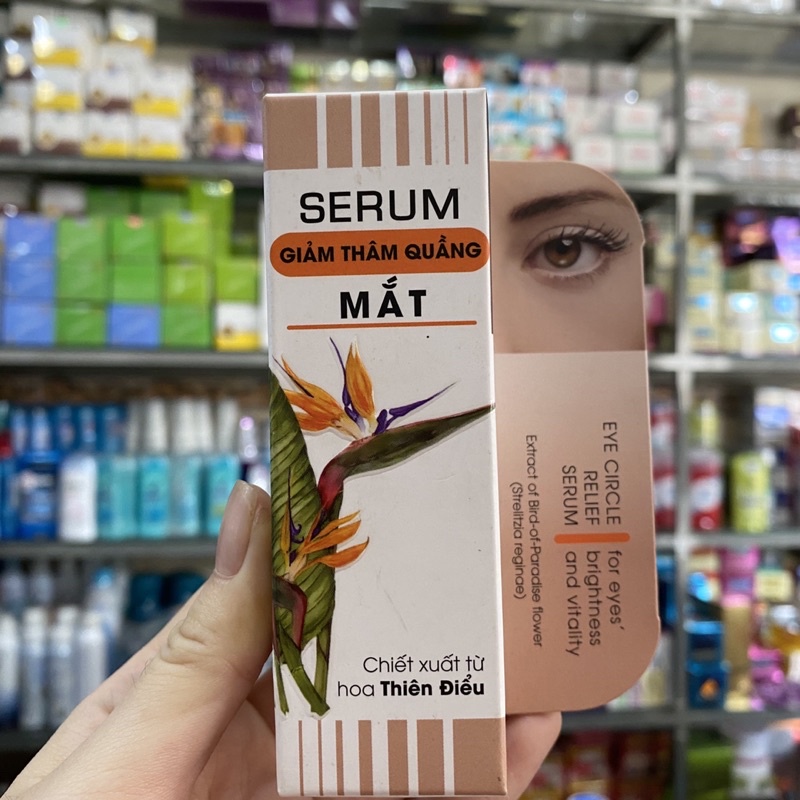 SERUM
GIẢM THÂM QUẦNG
MẮT
Chiết xuất từ
hoa Thiên Điểu
EYE CIRCLE
RELIEF
SERUM
for eyes'
brightness
and vitality
Extract of Bird-of-Paradise flower
(Strelitzia reginae)